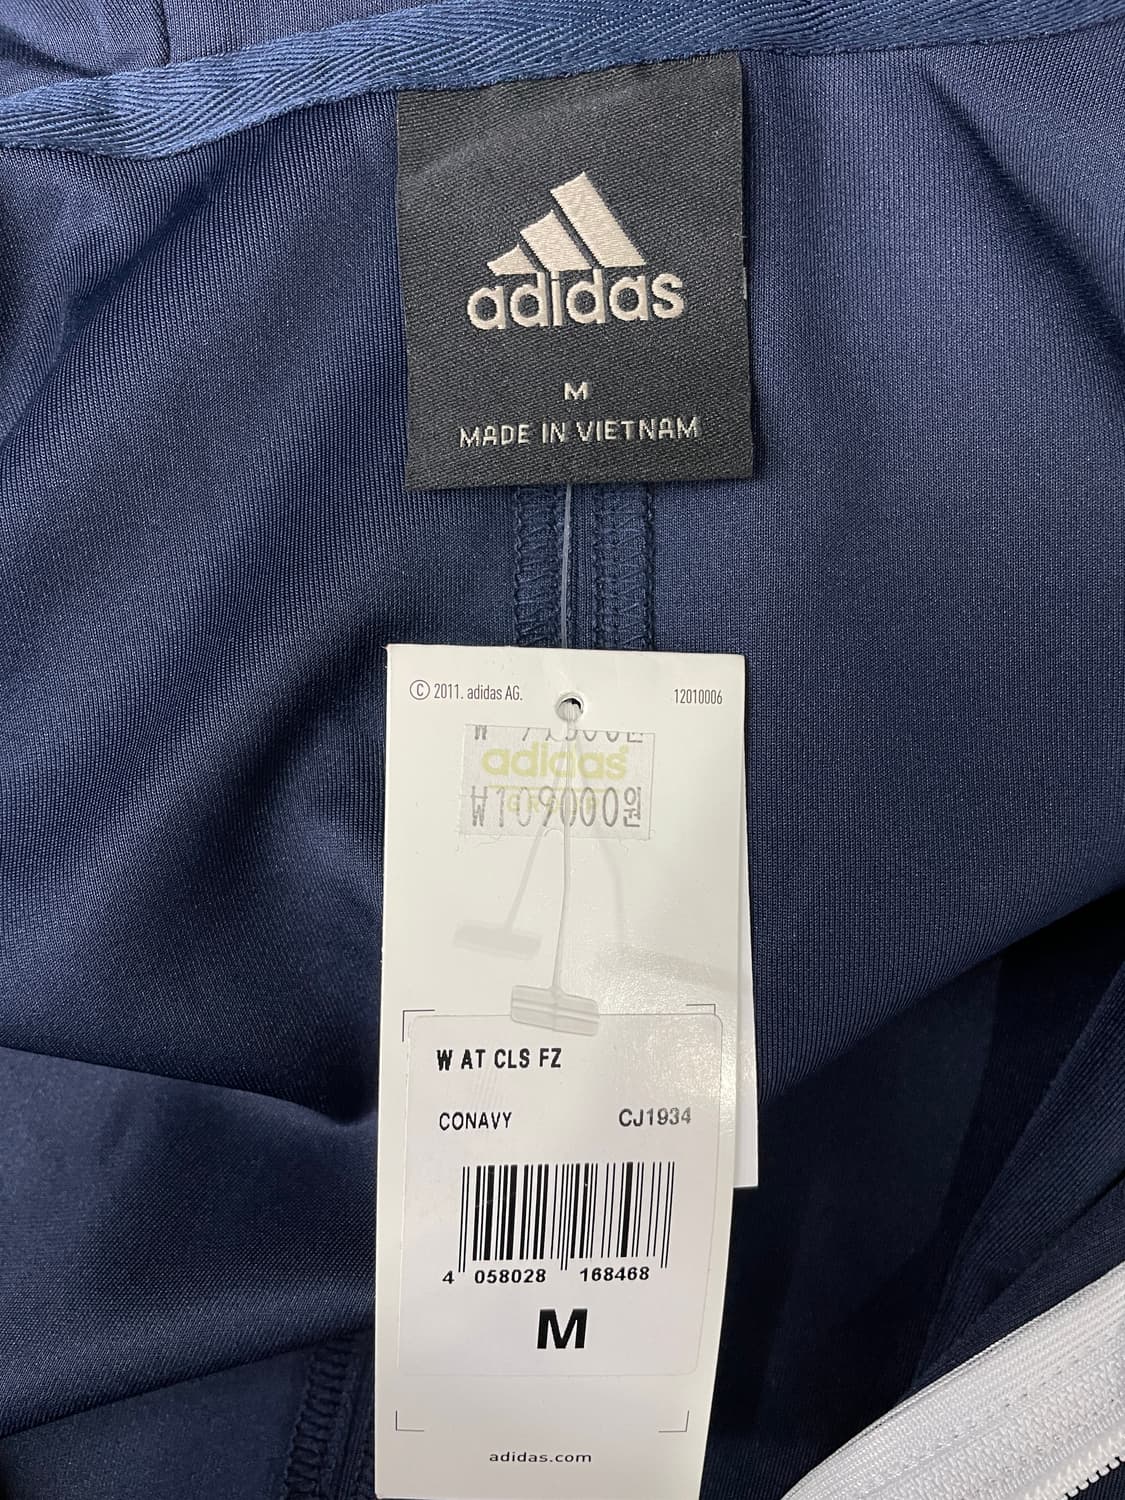 adidas
M
MADE IN VIETNAM
© 2011. adidas AG.
12010006
adidas
GROUP
₩109000원
W AT CLS FZ
CONAVY
CJ1934
4 058028 168468
M
adidas.com